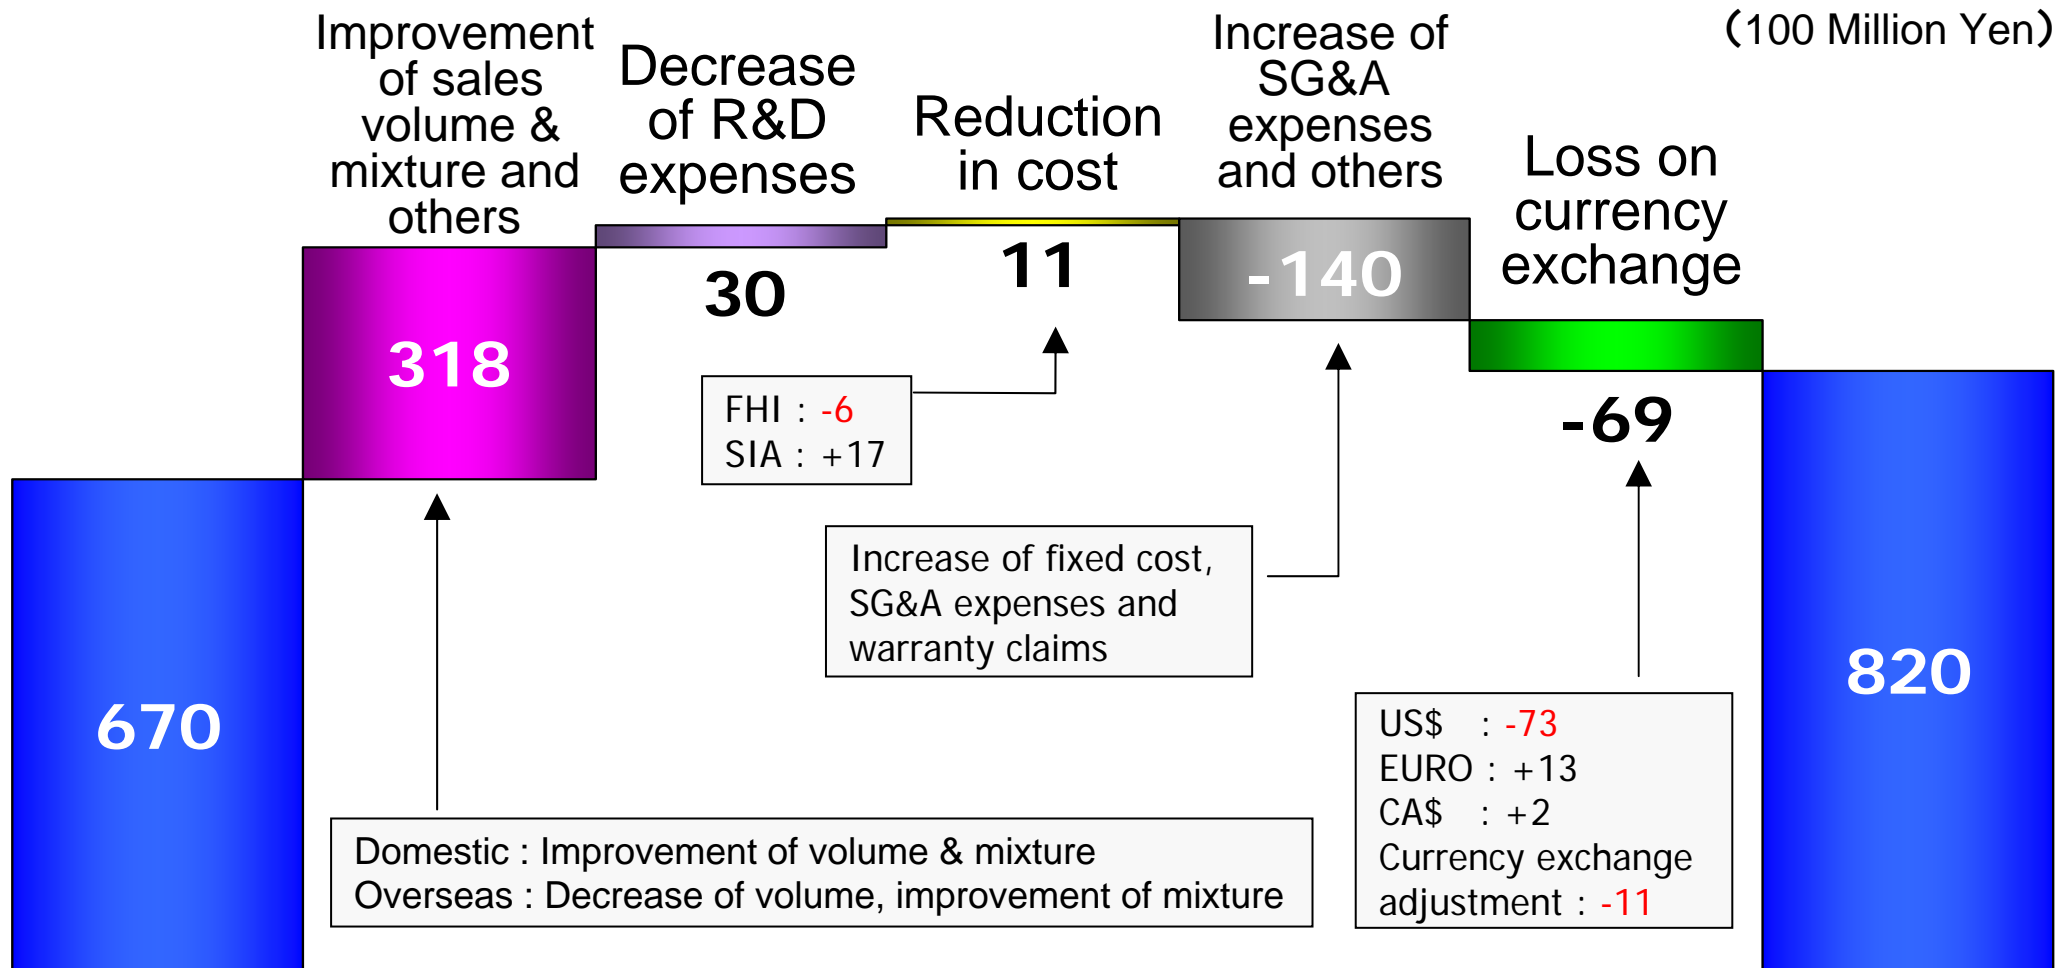 (100 Million Yen)
Improvement
of sales
volume &
mixture and
others
Decrease
of R&D
expenses
Reduction
in cost
Increase of
SG&A
expenses
and others
Loss on
currency
exchange
670
318
30
11
-140
-69
820
FHI : -6
SIA : +17
Increase of fixed cost,
SG&A expenses and
warranty claims
US$ : -73
EURO : +13
CA$ : +2
Currency exchange
adjustment : -11
Domestic : Improvement of volume & mixture
Overseas : Decrease of volume, improvement of mixture